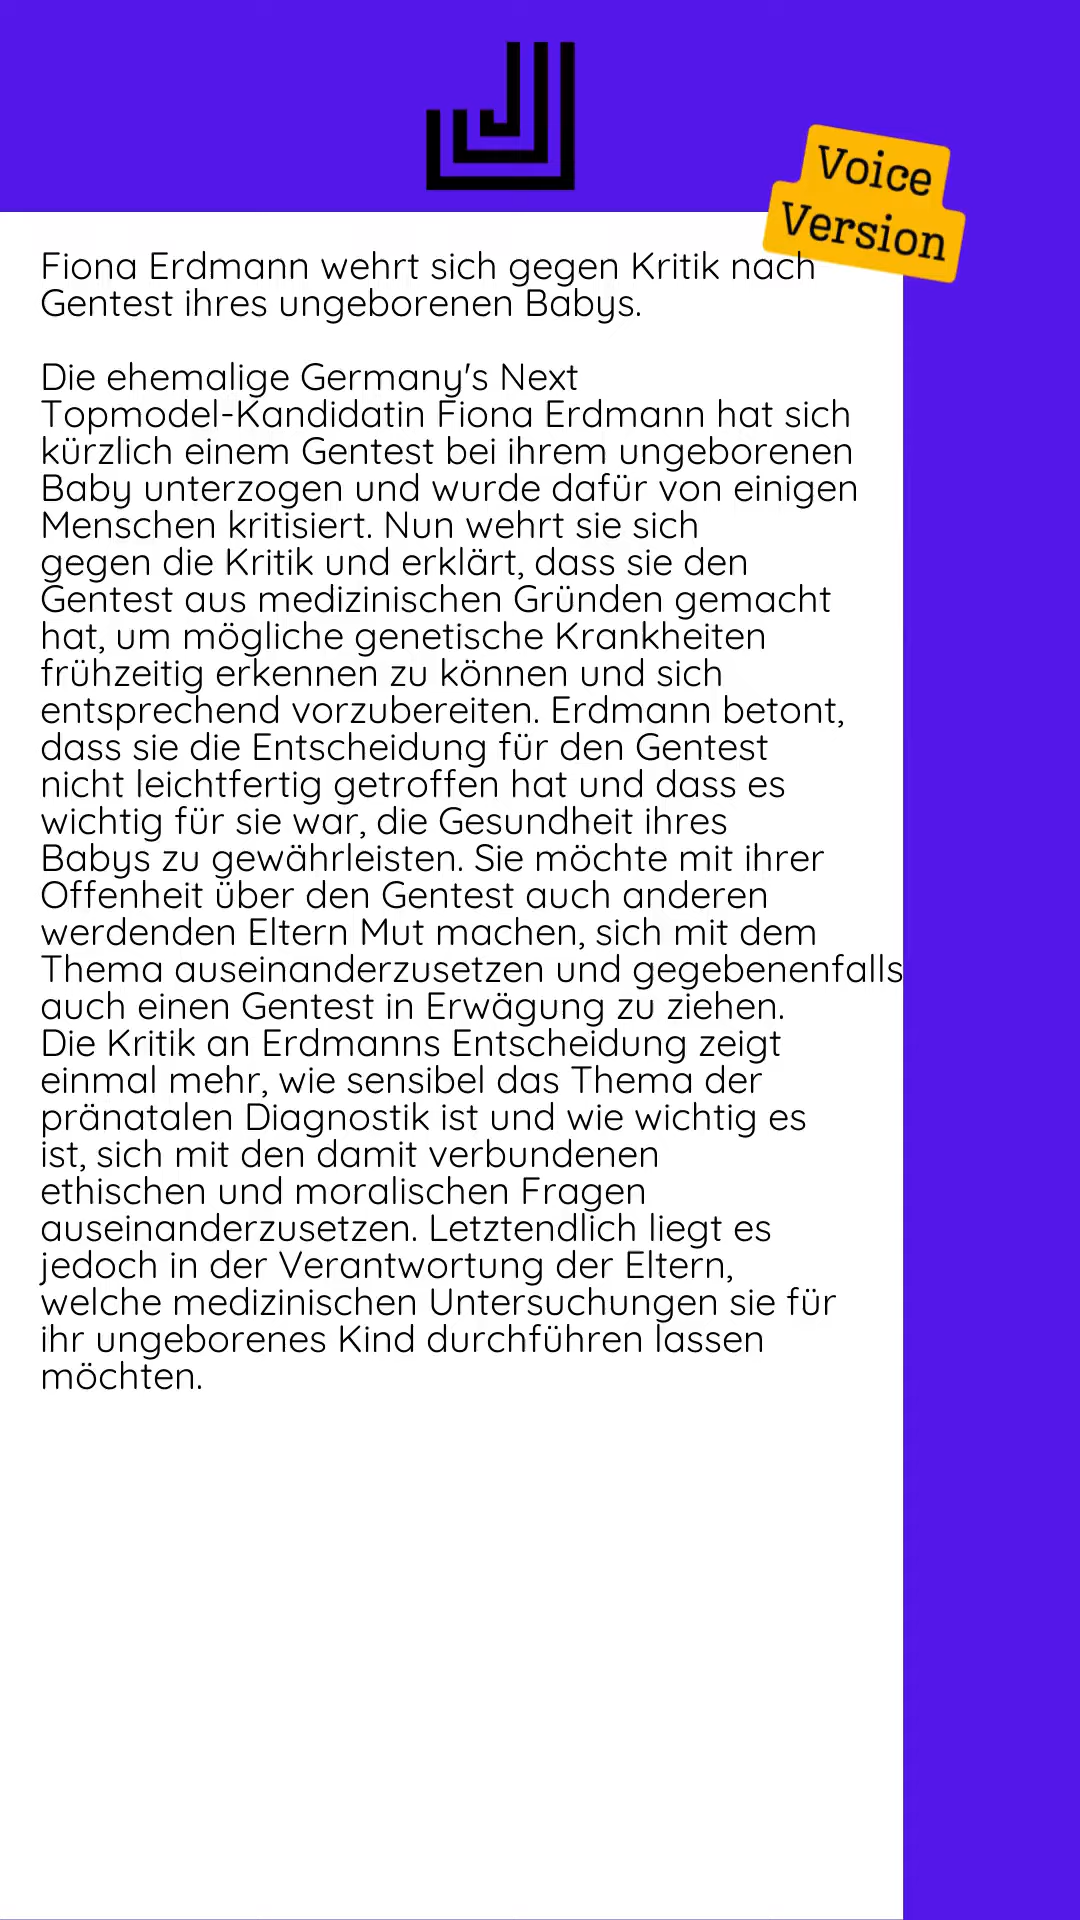 Voice
Version
Fiona Erdmann wehrt sich gegen Kritik nach
Gentest ihres ungeborenen Babys.
Die ehemalige Germany's Next
Topmodel-Kandidatin Fiona Erdmann hat sich
kürzlich einem Gentest bei ihrem ungeborenen
Baby unterzogen und wurde dafür von einigen
Menschen kritisiert. Nun wehrt sie sich
gegen die Kritik und erklärt, dass sie den
Gentest aus medizinischen Gründen gemacht
hat, um mögliche genetische Krankheiten
frühzeitig erkennen zu können und sich
entsprechend vorzubereiten. Erdmann betont,
dass sie die Entscheidung für den Gentest
nicht leichtfertig getroffen hat und dass es
wichtig für sie war, die Gesundheit ihres
Babys zu gewährleisten. Sie möchte mit ihrer
Offenheit über den Gentest auch anderen
werdenden Eltern Mut machen, sich mit dem
Thema auseinanderzusetzen und gegebenenfalls
auch einen Gentest in Erwägung zu ziehen.
Die Kritik an Erdmanns Entscheidung zeigt
einmal mehr, wie sensibel das Thema der
pränatalen Diagnostik ist und wie wichtig es
ist, sich mit den damit verbundenen
ethischen und moralischen Fragen
auseinanderzusetzen. Letztendlich liegt es
jedoch in der Verantwortung der Eltern,
welche medizinischen Untersuchungen sie für
ihr ungeborenes Kind durchführen lassen
möchten.